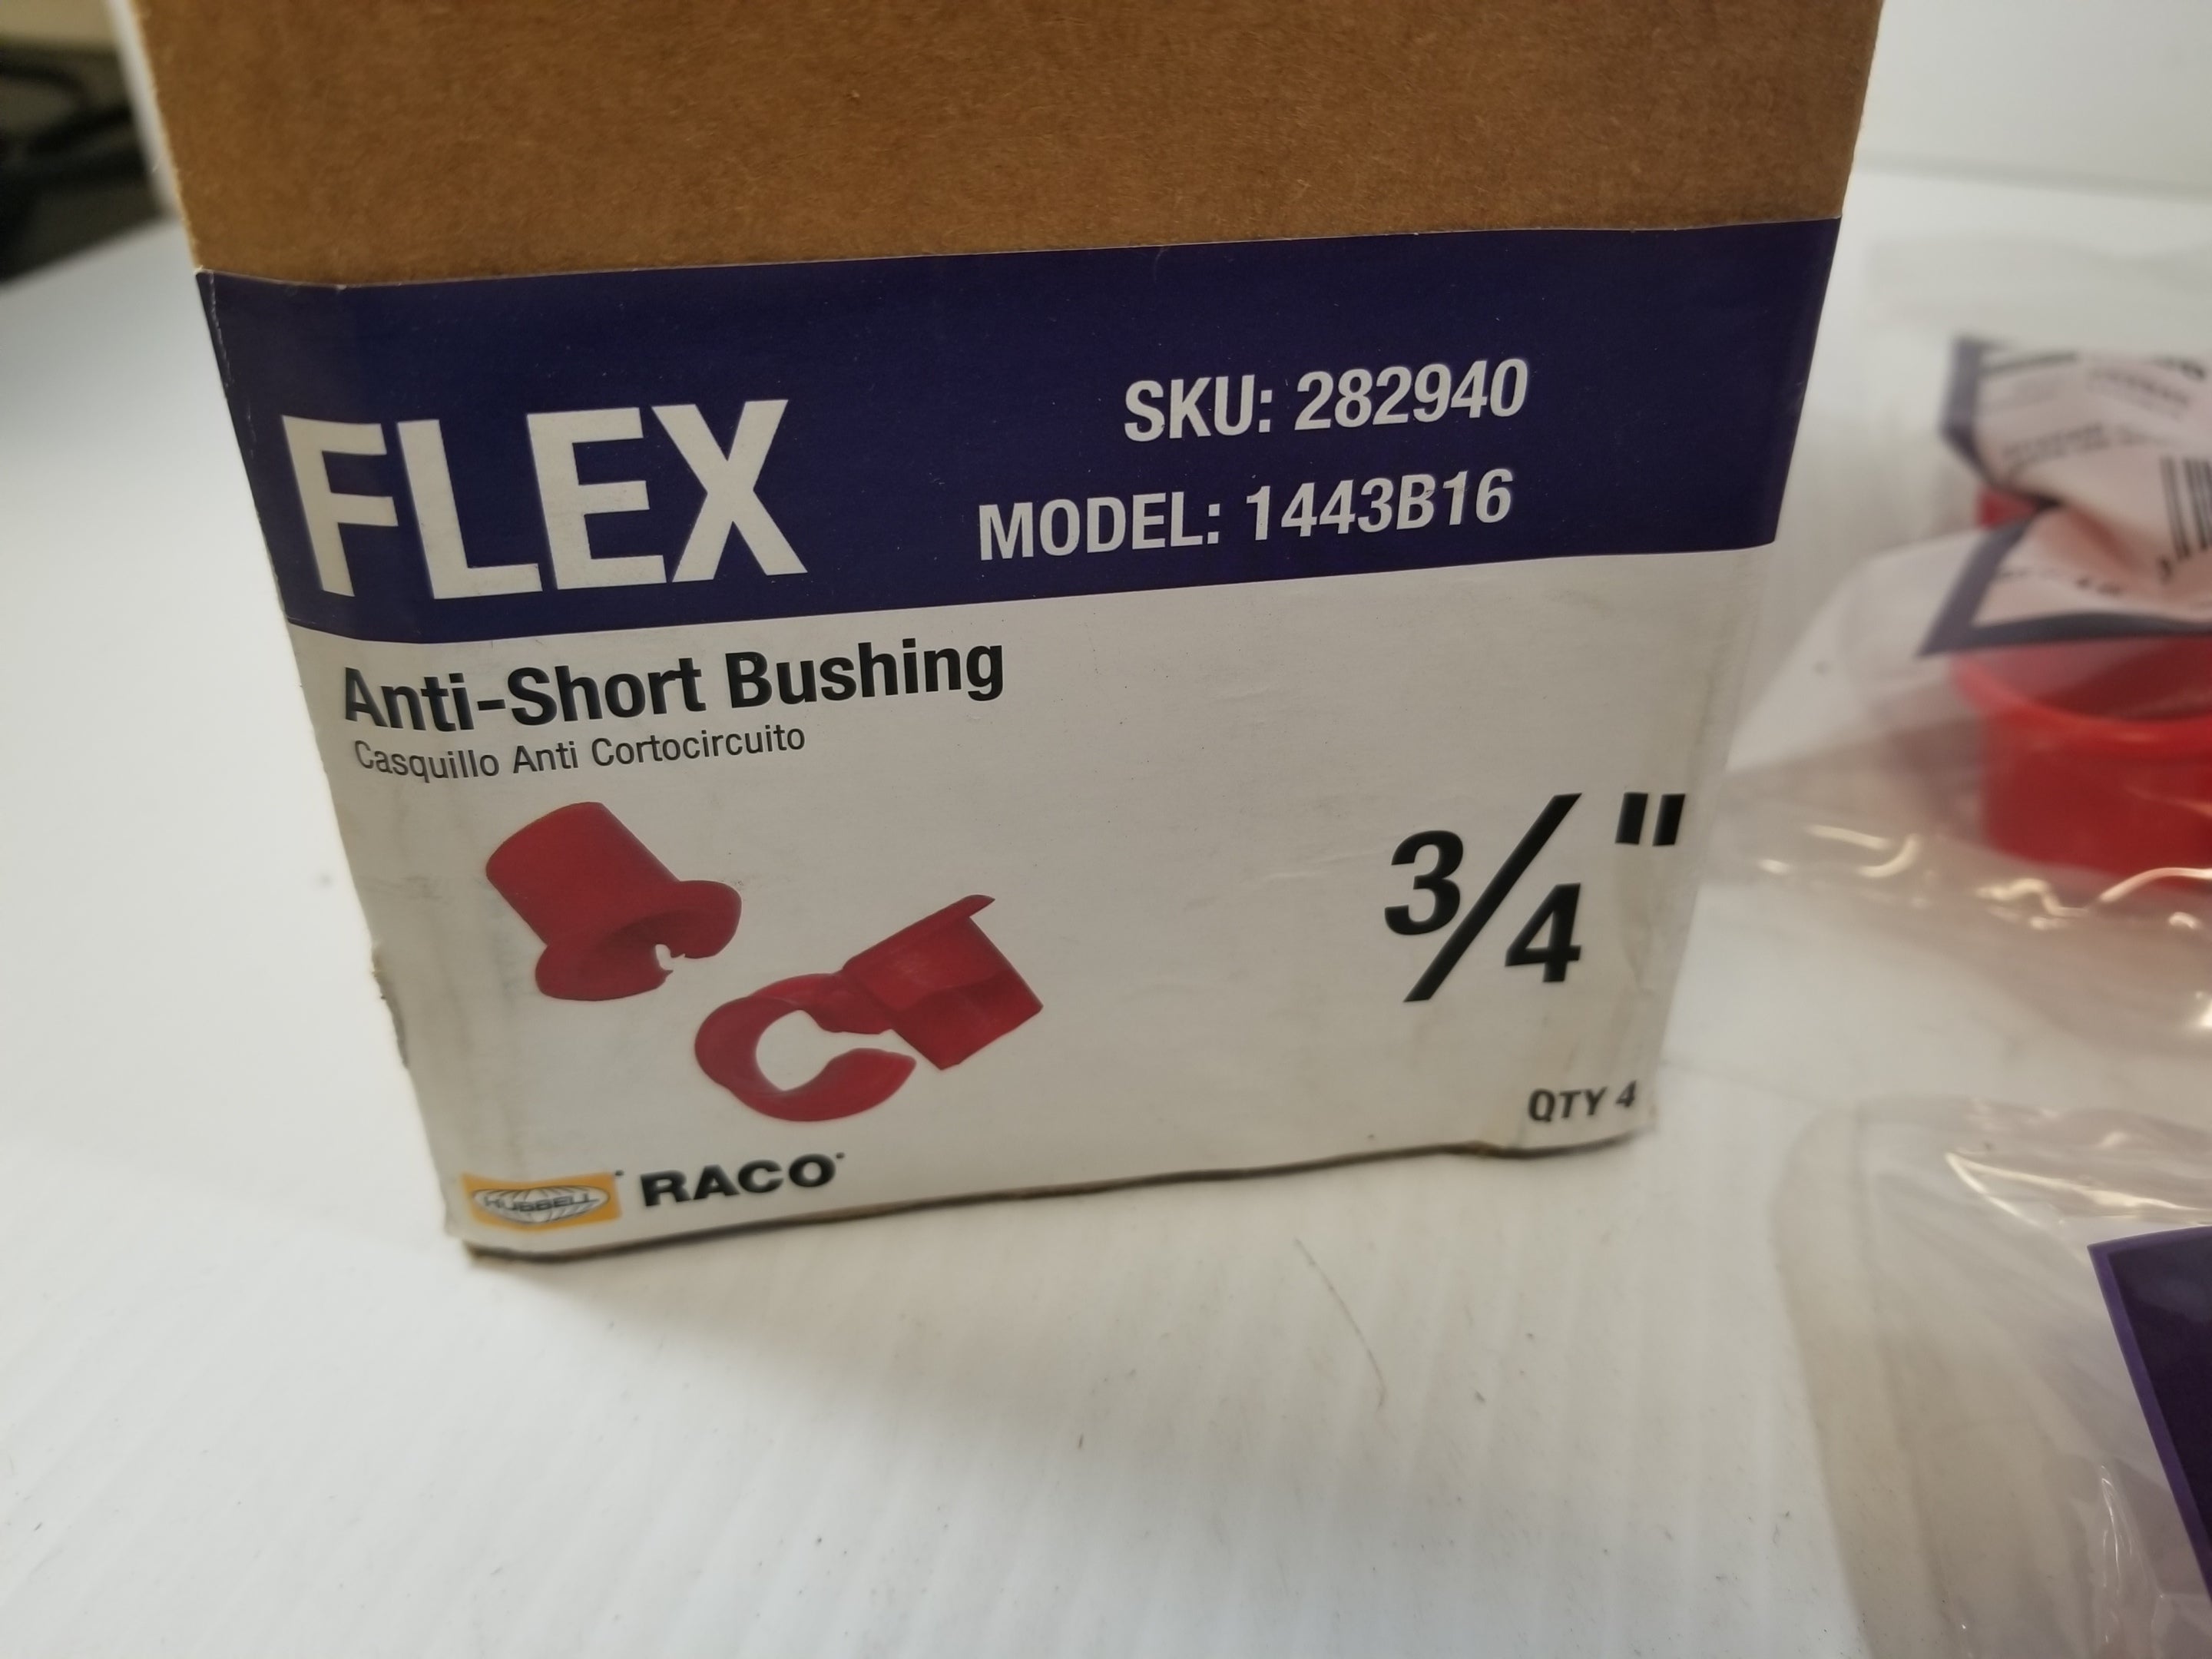 FLEX
SKU: 282940
MODEL: 1443B16
Anti-Short Bushing
Casquillo Anti Cortocircuito
3/4"
QTY 4
HUBBELL RACO